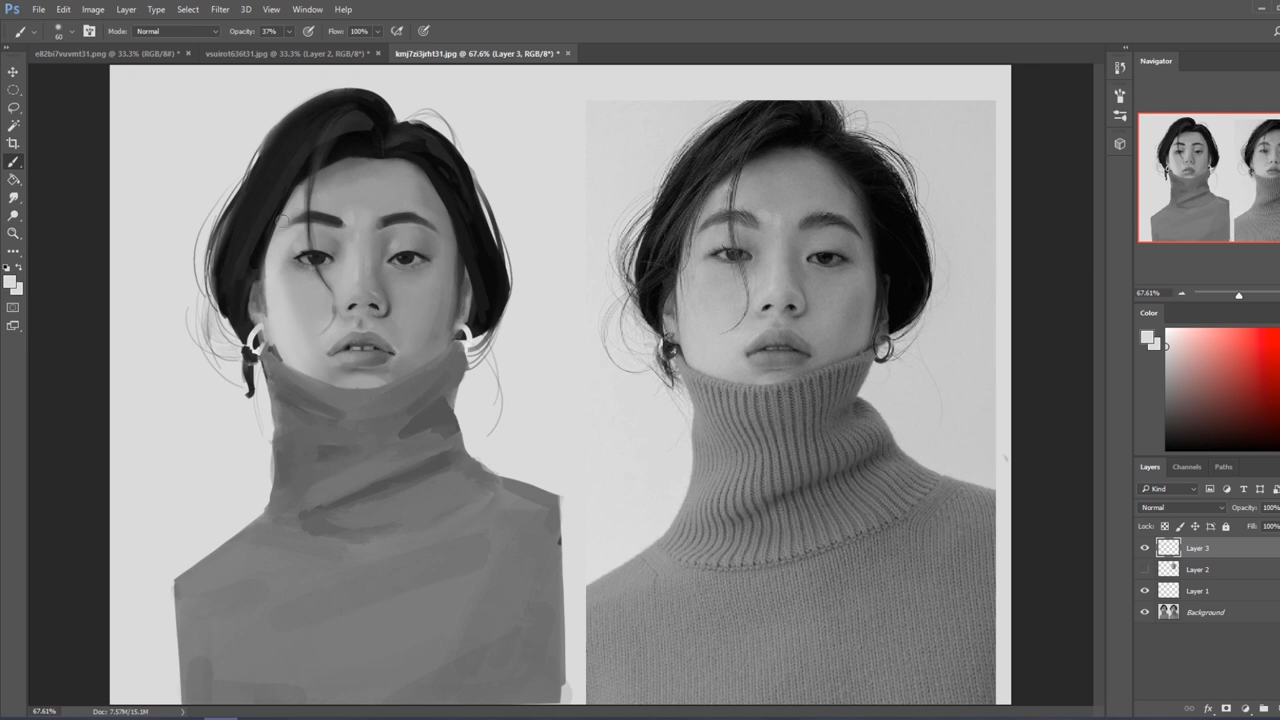 Ps File Edit Image Layer Type Select Filter 3D View Window Help
60 Mode: Normal Opacity: 37% Flow: 100%
e82bi7vuvmt31.png @ 33.3% (RGB/8#) * × vsuirot636t31.jpg @ 33.3% (Layer 2, RGB/8*) * × kmj7zi3jrht31.jpg @ 67.6% (Layer 3, RGB/8*) * ×
Navigator
67.61%
Color
Layers Channels Paths
Kind
Normal Opacity: 100%
Lock: Fill: 100%
Layer 3
Layer 2
Layer 1
Background
67.61% Doc: 7.57M/15.1M